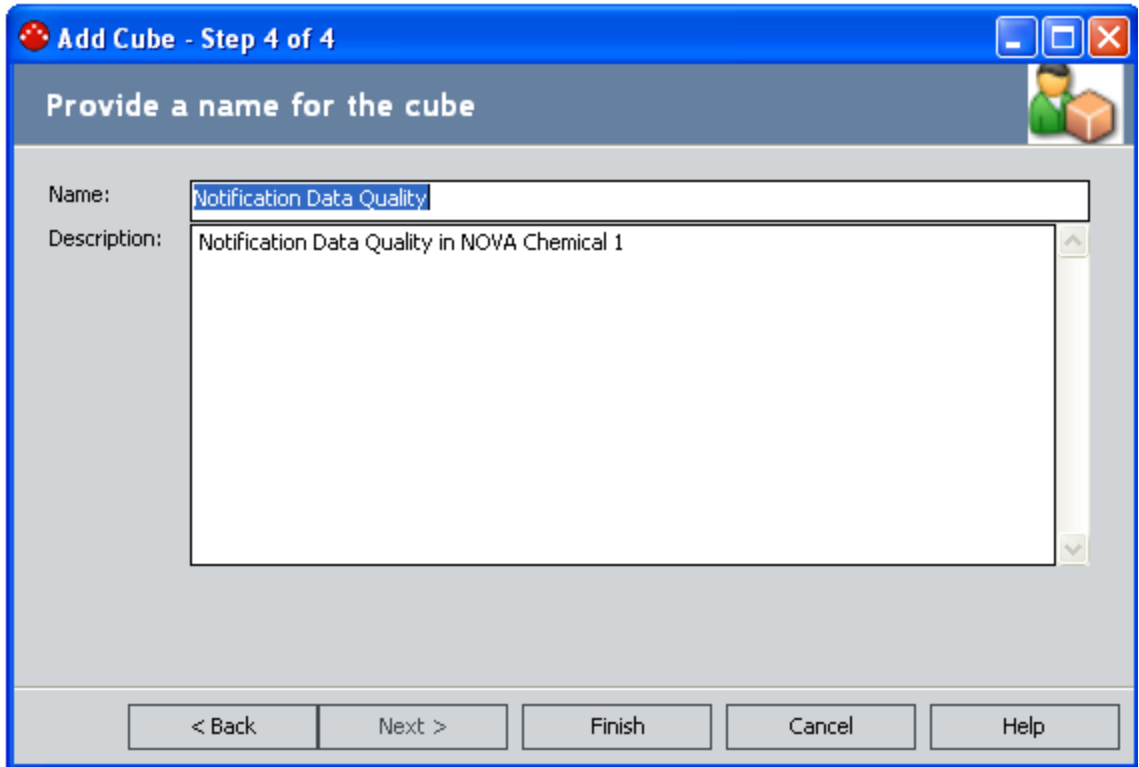 Add Cube - Step 4 of 4
Provide a name for the cube
Name:
Notification Data Quality
Description:
Notification Data Quality in NOVA Chemical 1
< Back
Next >
Finish
Cancel
Help